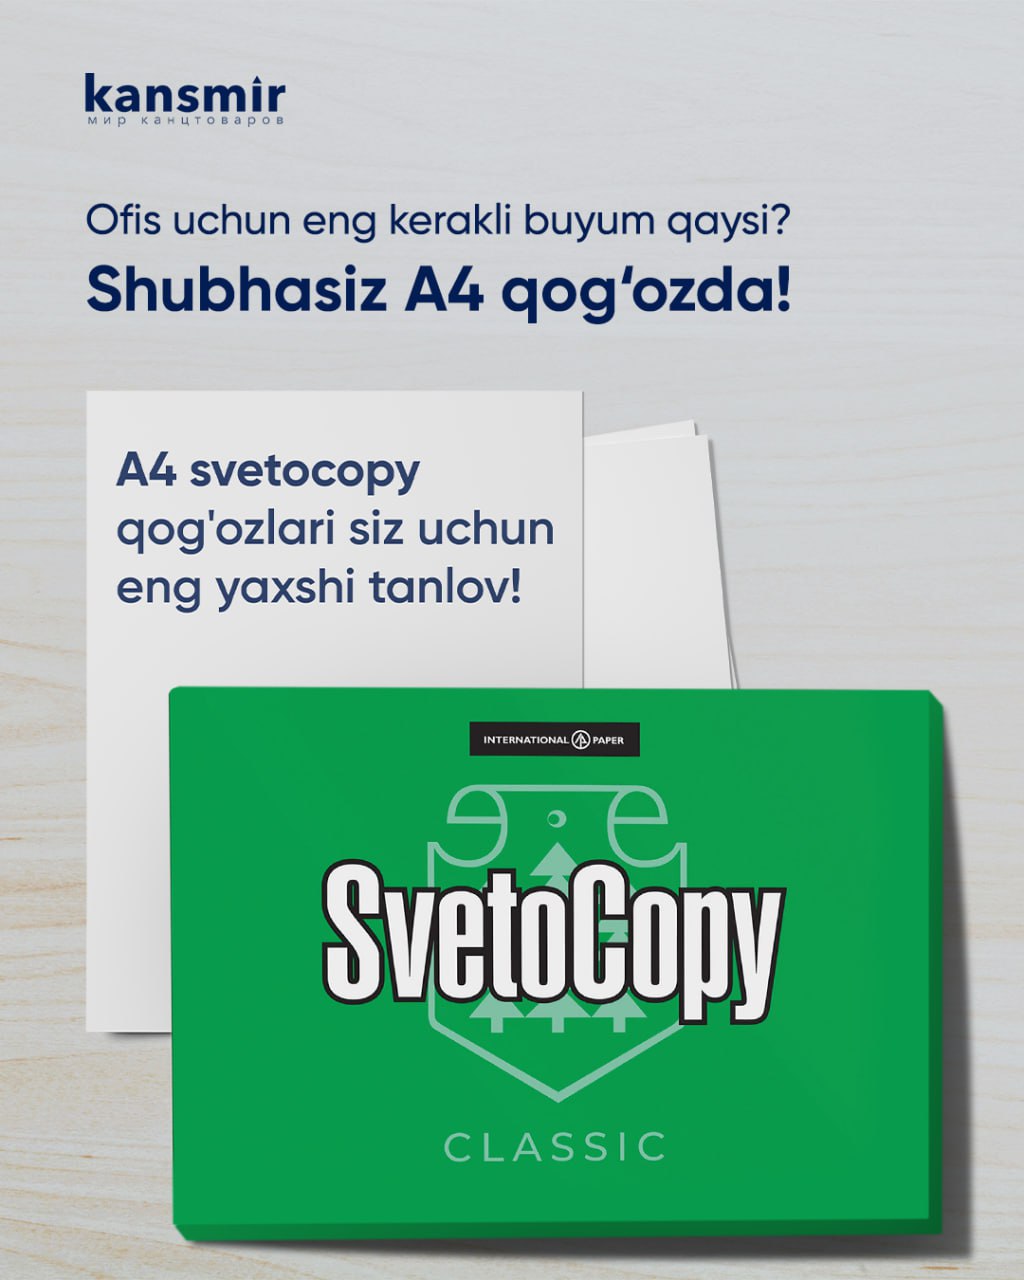 kansmir
мир канцтоваров
Ofis uchun eng kerakli buyum qaysi?
Shubhasiz A4 qog‘ozda!
A4 svetocopy
qog'ozlari siz uchun
eng yaxshi tanlov!
INTERNATIONAL PAPER
SvetoCopy
CLASSIC